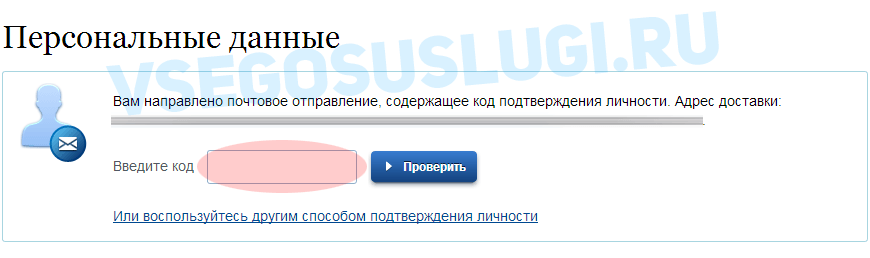 VSEGOSUSLUGI.RU
Персональные данные
Вам направлено почтовое отправление, содержащее код подтверждения личности. Адрес доставки:
Введите код
Проверить
Или воспользуйтесь другим способом подтверждения личности